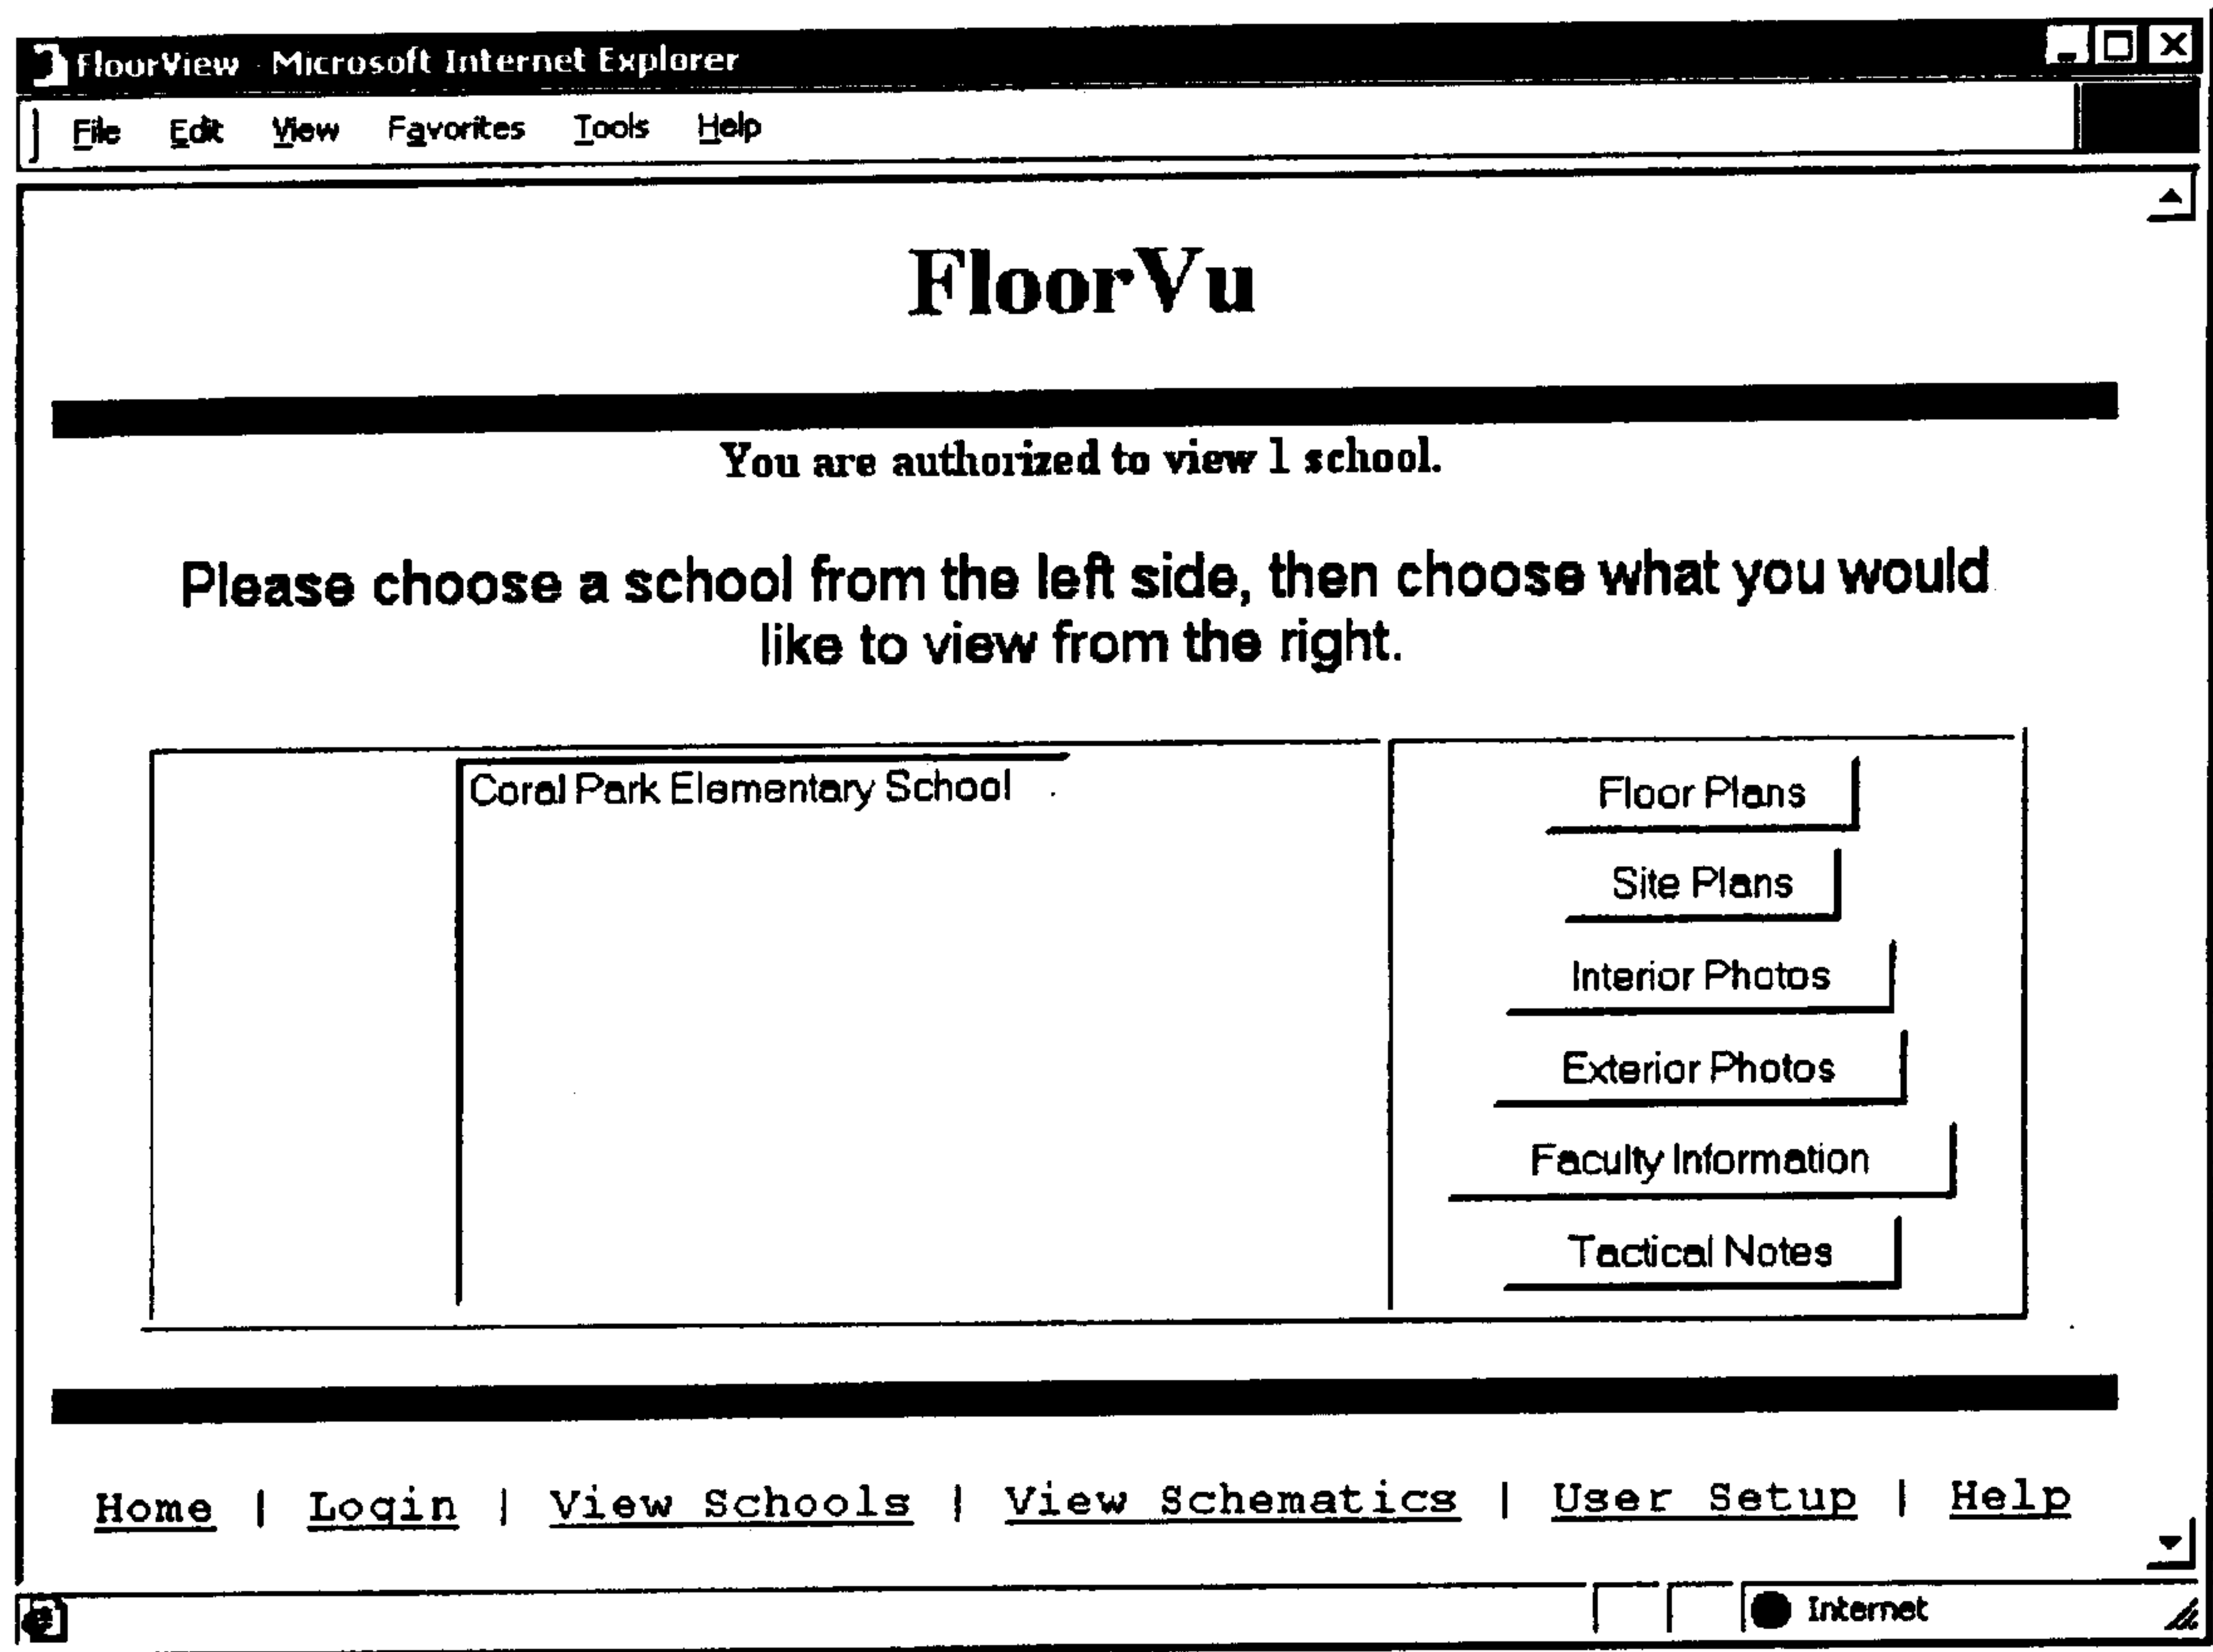 FloorView - Microsoft Internet Explorer
File Edit View Favorites Tools Help
FloorVu
You are authorized to view 1 school.
Please choose a school from the left side, then choose what you would
like to view from the right.
Coral Park Elementary School
Floor Plans
Site Plans
Interior Photos
Exterior Photos
Faculty Information
Tactical Notes
Home | Login | View Schools | View Schematics | User Setup | Help
Internet